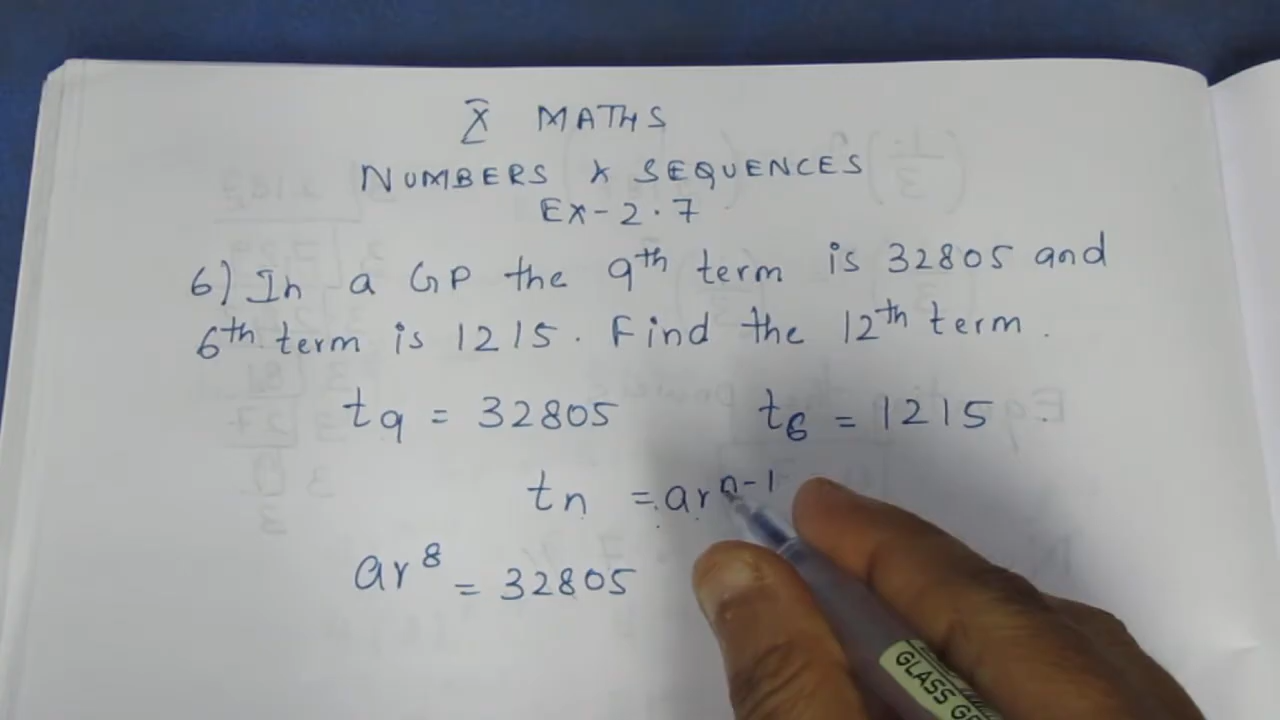 X MATHS
NUMBERS & SEQUENCES
EX-2.7
6) In a GP the 9th term is 32805 and
6th term is 1215. Find the 12th term.
t9 = 32805 t6 = 1215
tn = ar^n-1
ar^8 = 32805
GLASS GE